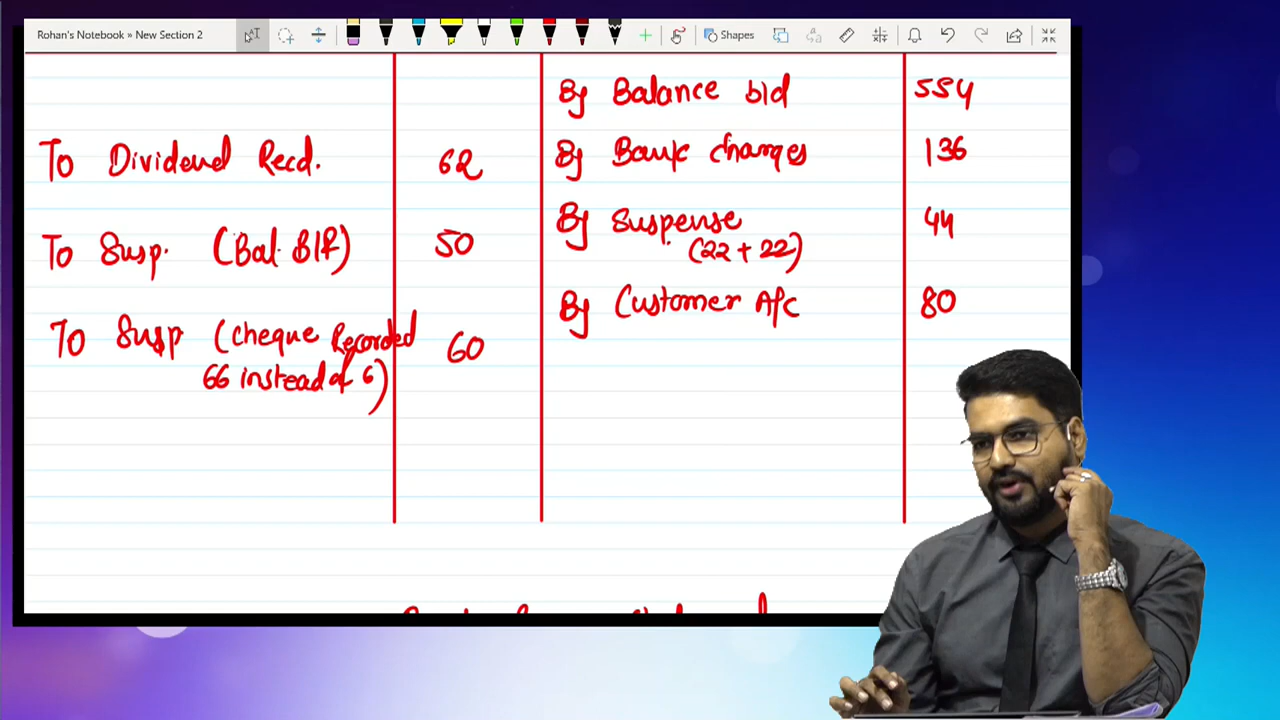 Rohan's Notebook » New Section 2
Shapes
By Balance b/d 554
To Dividend Recd. 62
By Bank charges 136
To Susp. (Bal. B/F) 50
By Suspense 44
(22 + 22)
To Susp (Cheque Recorded 60
66 instead of 6)
By Customer A/c 80